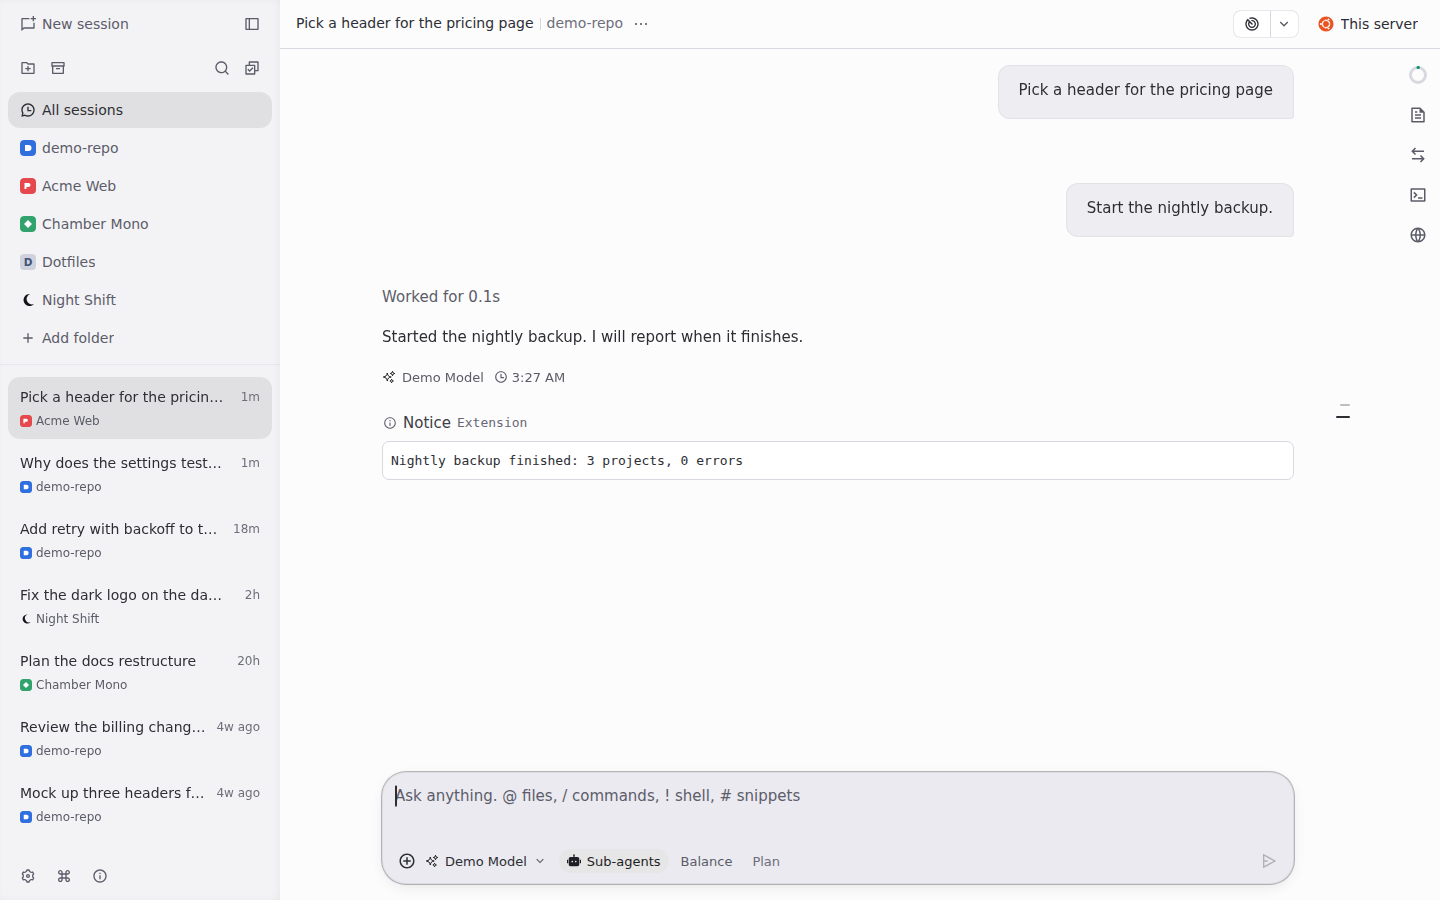 New session
All sessions
demo-repo
Acme Web
Chamber Mono
D Dotfiles
Night Shift
Add folder
Pick a header for the pricin... 1m
Acme Web
Why does the settings test... 1m
demo-repo
Add retry with backoff to t... 18m
demo-repo
Fix the dark logo on the da... 2h
Night Shift
Plan the docs restructure 20h
Chamber Mono
Review the billing chang... 4w ago
demo-repo
Mock up three headers f... 4w ago
demo-repo
Pick a header for the pricing page demo-repo ...
This server
Pick a header for the pricing page
Start the nightly backup.
Worked for 0.1s
Started the nightly backup. I will report when it finishes.
Demo Model 3:27 AM
Notice Extension
Nightly backup finished: 3 projects, 0 errors
Ask anything. @ files, / commands, ! shell, # snippets
Demo Model Sub-agents Balance Plan